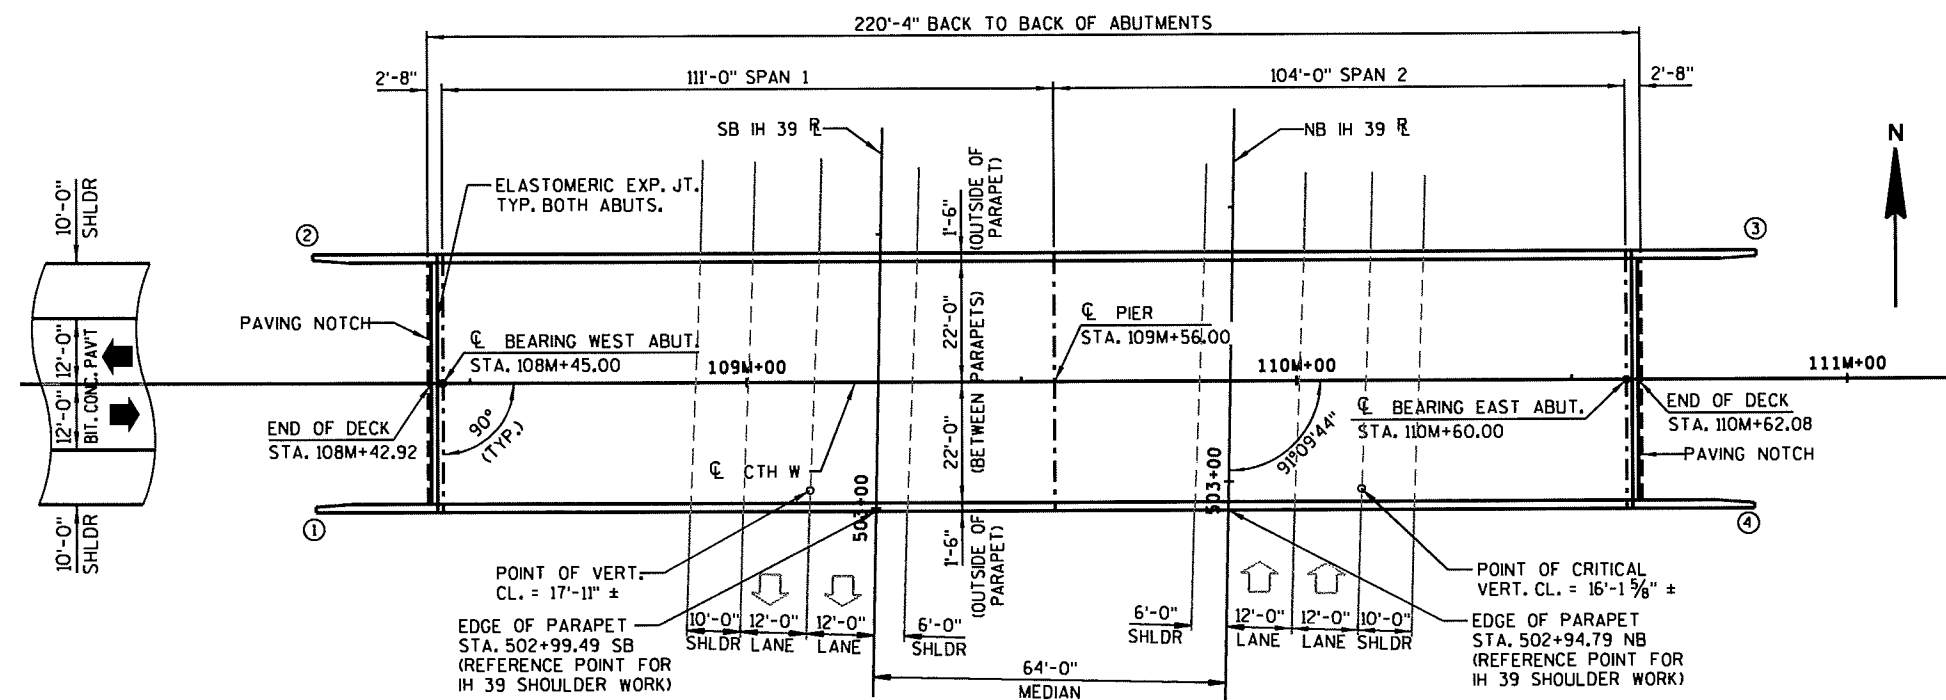 220'-4" BACK TO BACK OF ABUTMENTS
2'-8"
111'-0" SPAN 1
104'-0" SPAN 2
2'-8"
SB IH 39 R̲L
NB IH 39 R̲L
N
10'-0"
SHLDR
ELASTOMERIC EXP. JT.
TYP. BOTH ABUTS.
1'-6"
(OUTSIDE OF
PARAPET)
2
3
PAVING NOTCH
12'-0"
12'-0"
BIT. CONC. PAV'T
22'-0"
22'-0"
(BETWEEN PARAPETS)
℄ PIER
STA. 109M+56.00
℄ BEARING WEST ABUT.
STA. 108M+45.00
109M+00
110M+00
111M+00
END OF DECK
STA. 108M+42.92
90°
(TYP.)
℄ CTH W
91°09'44"
℄ BEARING EAST ABUT.
STA. 110M+60.00
END OF DECK
STA. 110M+62.08
PAVING NOTCH
503+00
503+00
1
4
10'-0"
SHLDR
1'-6"
(OUTSIDE OF
PARAPET)
POINT OF VERT.
CL. = 17'-11" ±
POINT OF CRITICAL
VERT. CL. = 16'-1 5/8" ±
EDGE OF PARAPET
STA. 502+99.49 SB
(REFERENCE POINT FOR
IH 39 SHOULDER WORK)
10'-0"
SHLDR
12'-0"
LANE
12'-0"
LANE
6'-0"
SHLDR
6'-0"
SHLDR
12'-0"
LANE
12'-0"
LANE
10'-0"
SHLDR
EDGE OF PARAPET
STA. 502+94.79 NB
(REFERENCE POINT FOR
IH 39 SHOULDER WORK)
64'-0"
MEDIAN